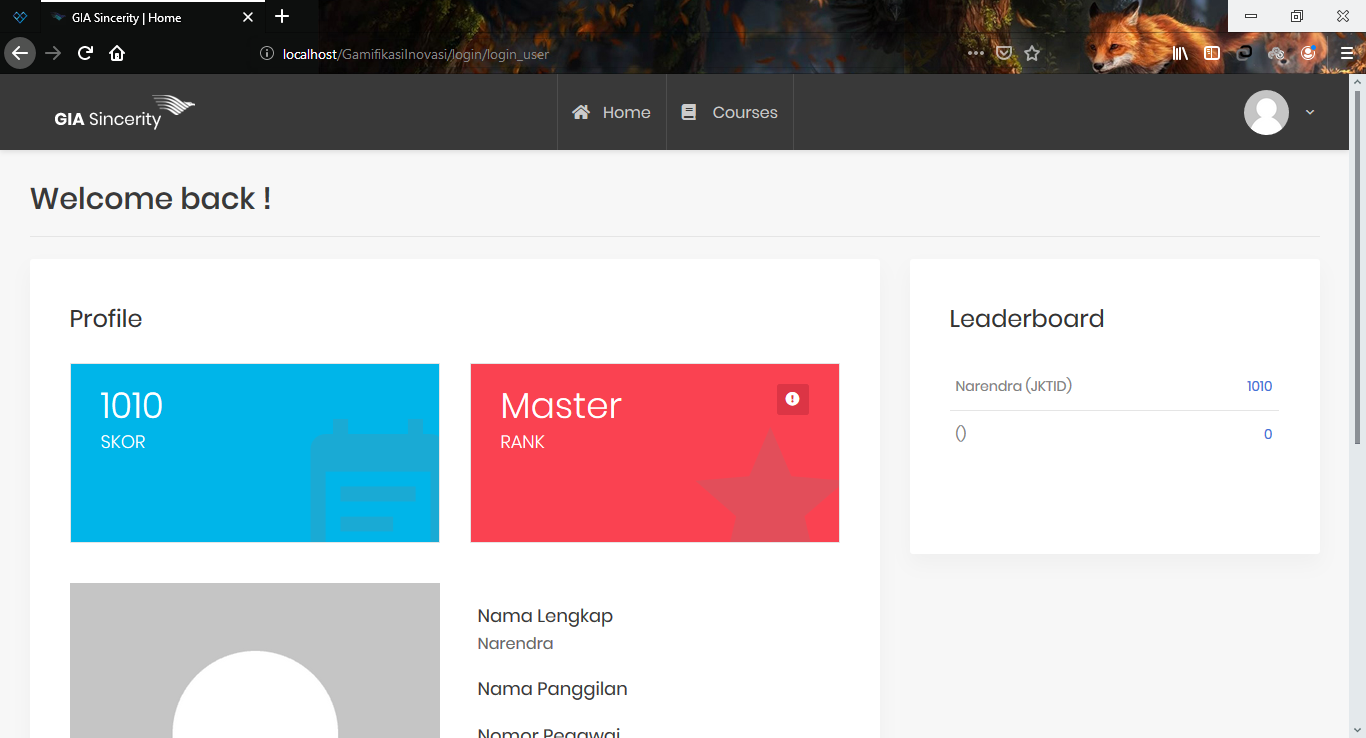 GIA Sincerity | Home
localhost/GamifikasiInovasi/login/login_user
GIA Sincerity
Home
Courses
Welcome back !
Profile
1010
SKOR
Master
RANK
Nama Lengkap
Narendra
Nama Panggilan
Nomor Pegawai
Leaderboard
Narendra (JKTID) 1010
() 0